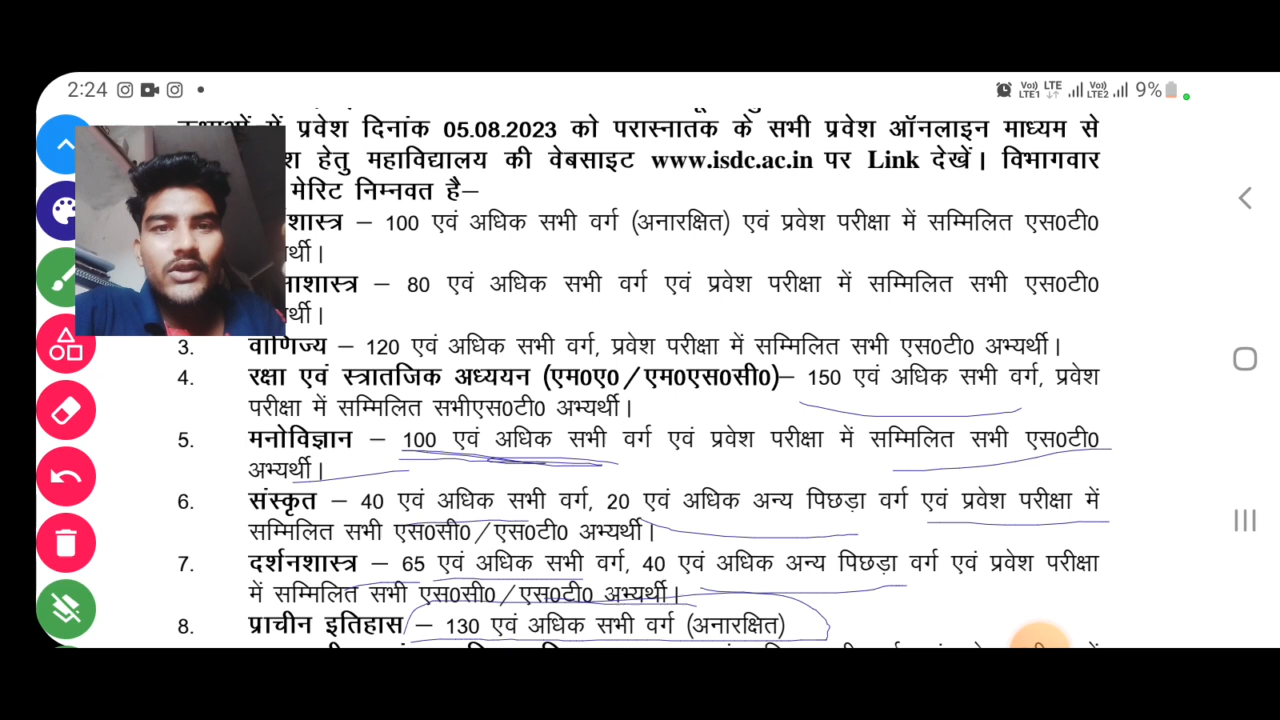 2:24
Vo) LTE1 LTE Vo) LTE2 9%
में प्रवेश दिनांक 05.08.2023 को परास्नातक के सभी प्रवेश ऑनलाइन माध्यम से
हेतु महाविद्यालय की वेबसाइट www.isdc.ac.in पर Link देखें। विभागवार
मेरिट निम्नवत है–
– 100 एवं अधिक सभी वर्ग (अनारक्षित) एवं प्रवेश परीक्षा में सम्मिलित एस0टी0
– 80 एवं अधिक सभी वर्ग एवं प्रवेश परीक्षा में सम्मिलित सभी एस0टी0
3. वाणिज्य – 120 एवं अधिक सभी वर्ग, प्रवेश परीक्षा में सम्मिलित सभी एस0टी0 अभ्यर्थी।
4. रक्षा एवं स्त्रातजिक अध्ययन (एम0ए0/एम0एस0सी0)– 150 एवं अधिक सभी वर्ग, प्रवेश
परीक्षा में सम्मिलित सभीएस0टी0 अभ्यर्थी।
5. मनोविज्ञान – 100 एवं अधिक सभी वर्ग एवं प्रवेश परीक्षा में सम्मिलित सभी एस0टी0
अभ्यर्थी।
6. संस्कृत – 40 एवं अधिक सभी वर्ग, 20 एवं अधिक अन्य पिछड़ा वर्ग एवं प्रवेश परीक्षा में
सम्मिलित सभी एस0सी0/एस0टी0 अभ्यर्थी।
7. दर्शनशास्त्र – 65 एवं अधिक सभी वर्ग, 40 एवं अधिक अन्य पिछड़ा वर्ग एवं प्रवेश परीक्षा
में सम्मिलित सभी एस0सी0/एस0टी0 अभ्यर्थी।
8. प्राचीन इतिहास – 130 एवं अधिक सभी वर्ग (अनारक्षित)